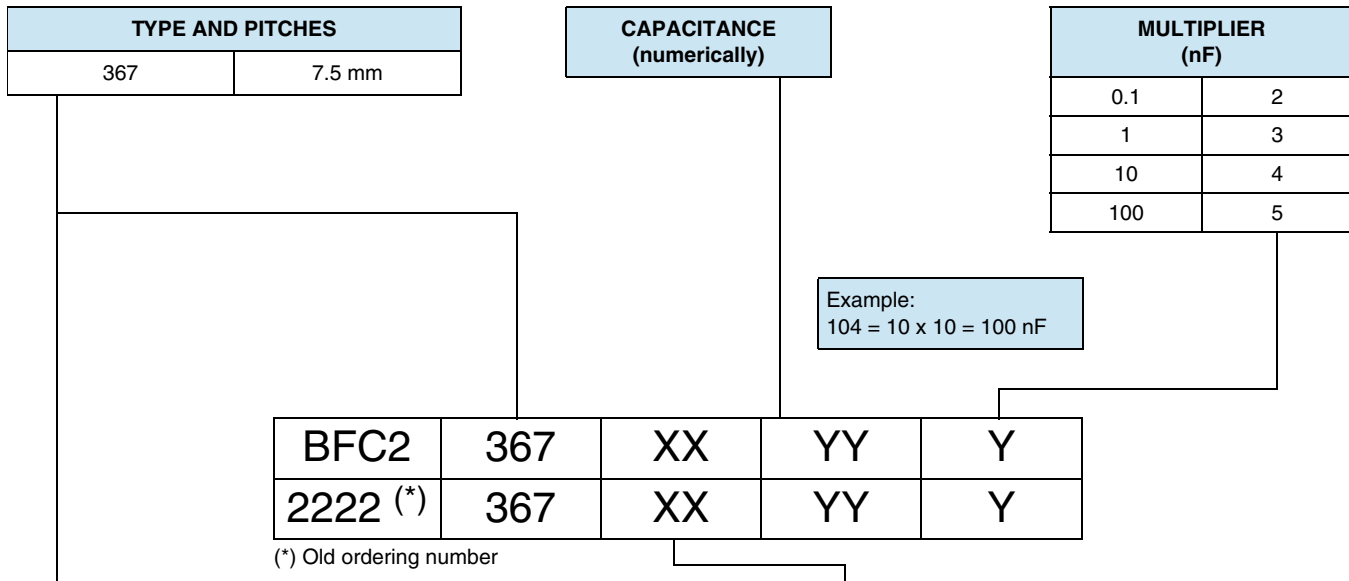 TYPE AND PITCHES
367 7.5 mm
CAPACITANCE
(numerically)
MULTIPLIER
(nF)
0.1 2
1 3
10 4
100 5
Example:
104 = 10 x 10 = 100 nF
BFC2 367 XX YY Y
2222 (*) 367 XX YY Y
(*) Old ordering number